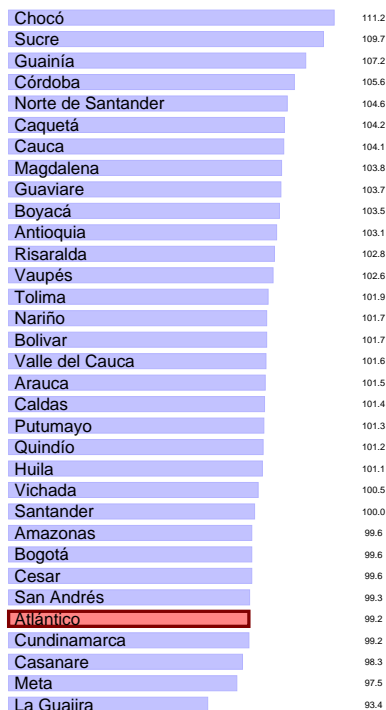 Chocó 111.2
Sucre 109.7
Guainía 107.2
Córdoba 105.6
Norte de Santander 104.6
Caquetá 104.2
Cauca 104.1
Magdalena 103.8
Guaviare 103.7
Boyacá 103.5
Antioquia 103.1
Risaralda 102.8
Vaupés 102.6
Tolima 101.9
Nariño 101.7
Bolivar 101.7
Valle del Cauca 101.6
Arauca 101.5
Caldas 101.4
Putumayo 101.3
Quindío 101.2
Huila 101.1
Vichada 100.5
Santander 100.0
Amazonas 99.6
Bogotá 99.6
Cesar 99.6
San Andrés 99.3
Atlántico 99.2
Cundinamarca 99.2
Casanare 98.3
Meta 97.5
La Guajira 93.4